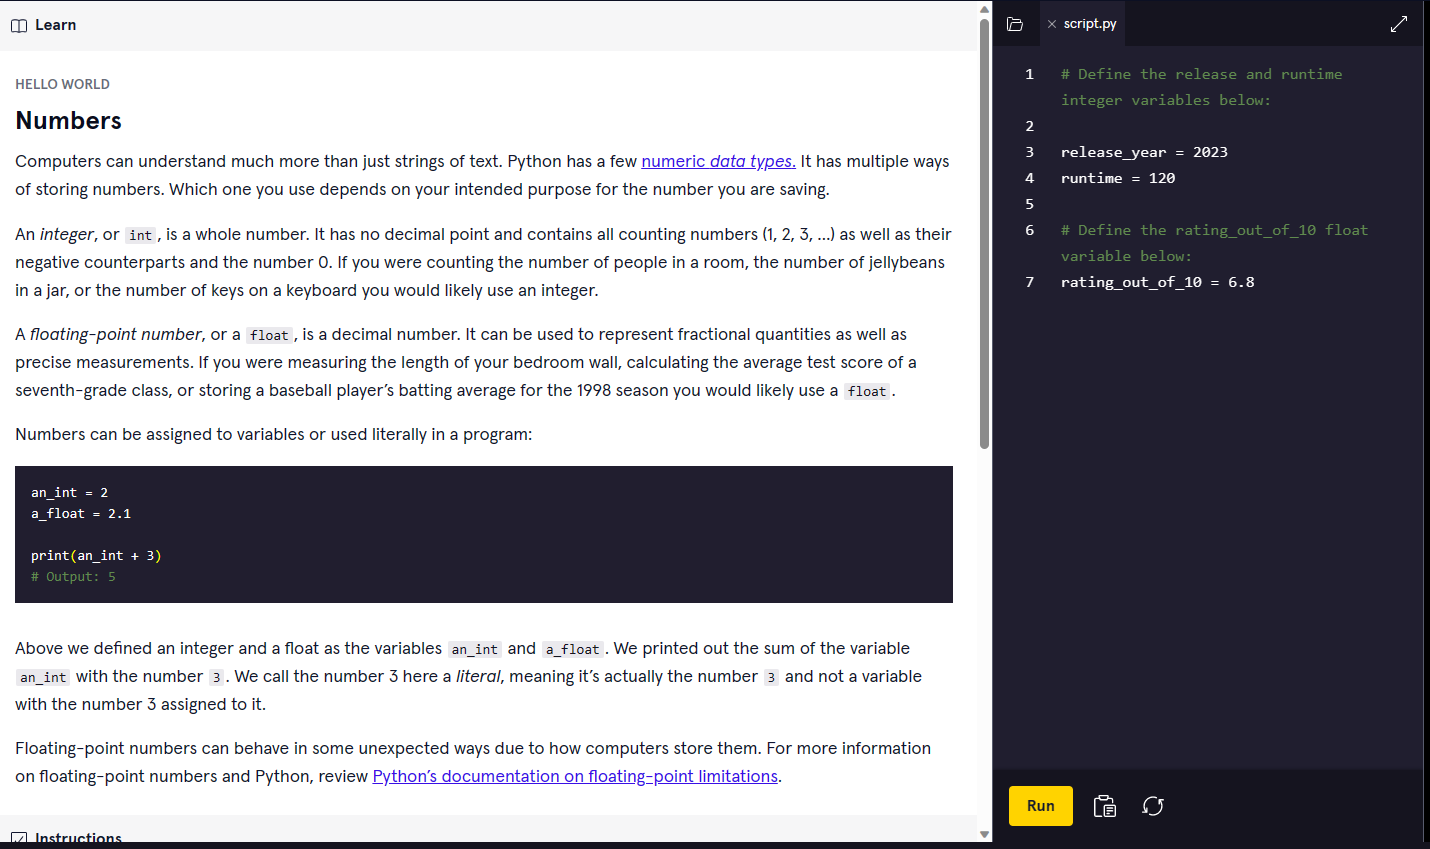 Learn
HELLO WORLD
Numbers
Computers can understand much more than just strings of text. Python has a few numeric data types. It has multiple ways
of storing numbers. Which one you use depends on your intended purpose for the number you are saving.
An integer, or int, is a whole number. It has no decimal point and contains all counting numbers (1, 2, 3, …) as well as their
negative counterparts and the number 0. If you were counting the number of people in a room, the number of jellybeans
in a jar, or the number of keys on a keyboard you would likely use an integer.
A floating-point number, or a float, is a decimal number. It can be used to represent fractional quantities as well as
precise measurements. If you were measuring the length of your bedroom wall, calculating the average test score of a
seventh-grade class, or storing a baseball player’s batting average for the 1998 season you would likely use a float.
Numbers can be assigned to variables or used literally in a program:
an_int = 2
a_float = 2.1
print(an_int + 3)
# Output: 5
Above we defined an integer and a float as the variables an_int and a_float. We printed out the sum of the variable
an_int with the number 3. We call the number 3 here a literal, meaning it’s actually the number 3 and not a variable
with the number 3 assigned to it.
Floating-point numbers can behave in some unexpected ways due to how computers store them. For more information
on floating-point numbers and Python, review Python’s documentation on floating-point limitations.
Instructions
script.py
1 # Define the release and runtime
integer variables below:
2
3 release_year = 2023
4 runtime = 120
5
6 # Define the rating_out_of_10 float
variable below:
7 rating_out_of_10 = 6.8
Run